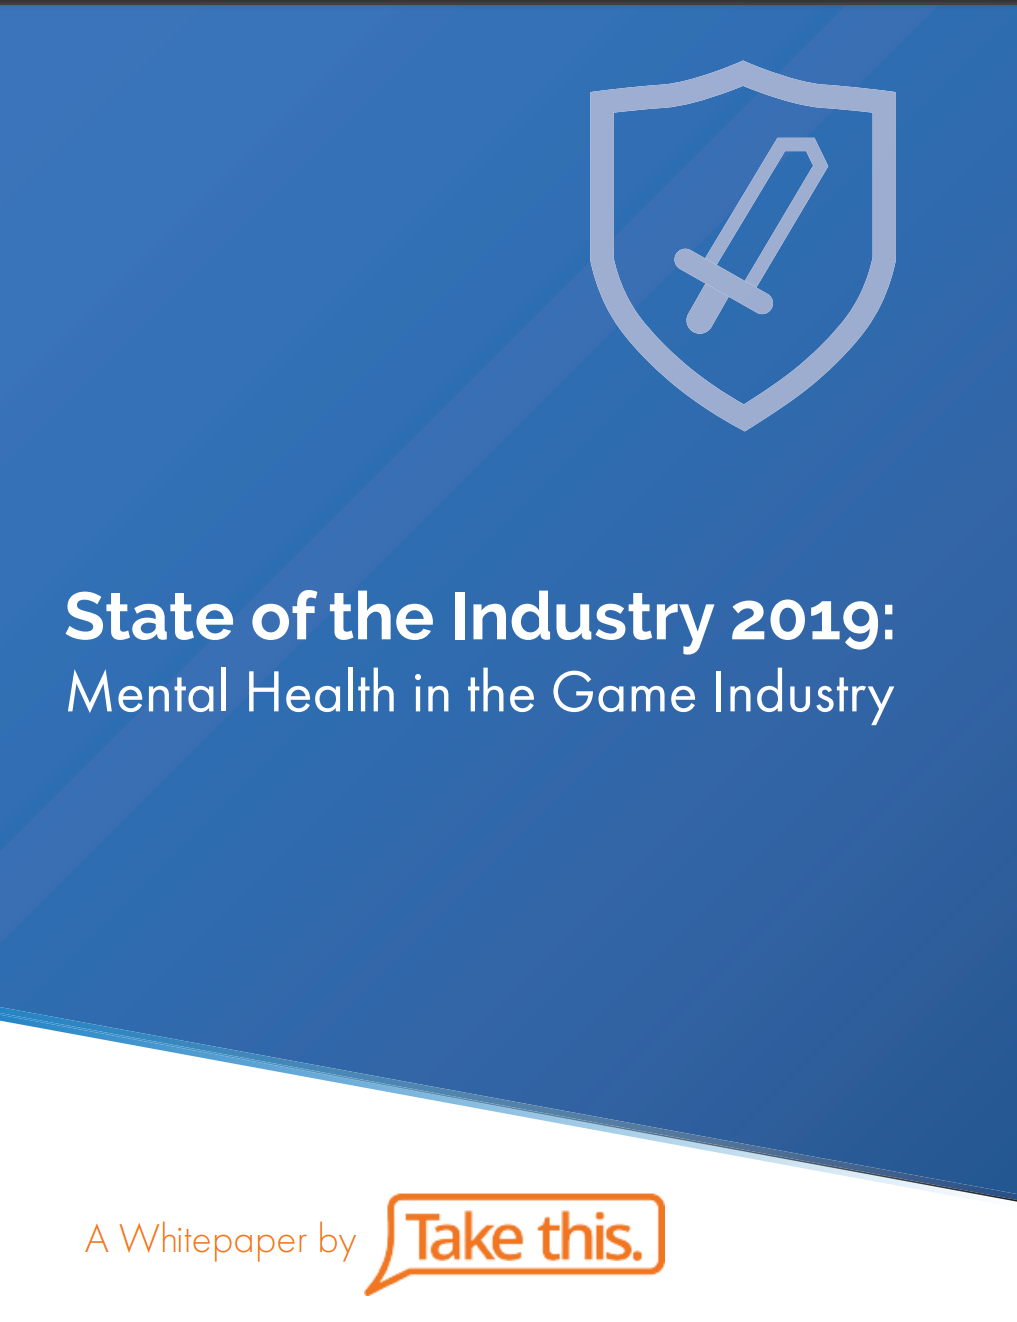 State of the Industry 2019:
Mental Health in the Game Industry
A Whitepaper by Take this.